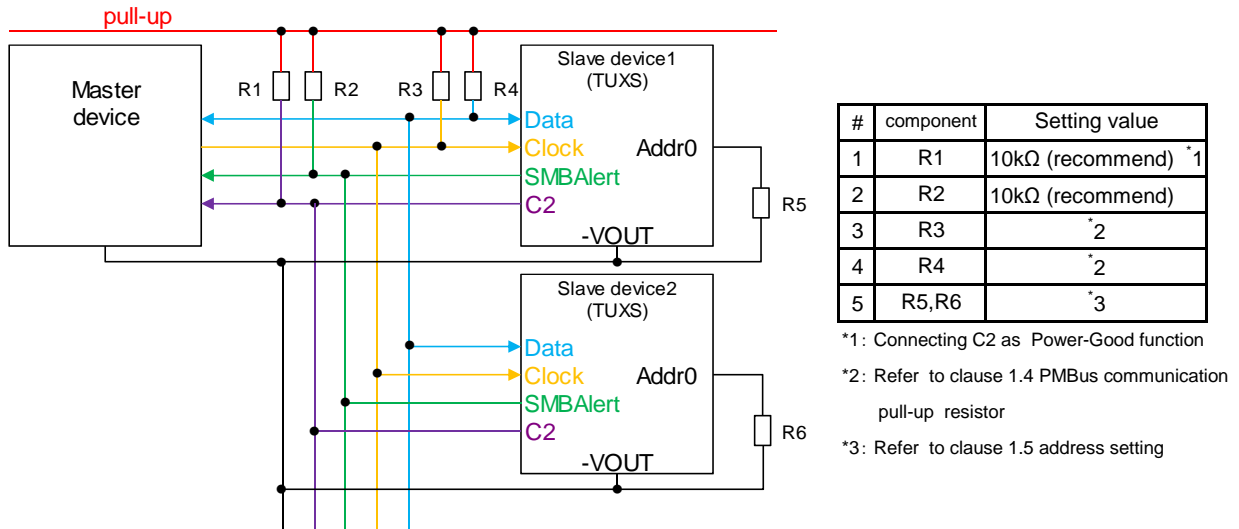 pull-up
Master
device
R1
R2
R3
R4
Slave device1
(TUXS)
Data
Clock
SMBAlert
C2
Addr0
-VOUT
R5
Slave device2
(TUXS)
Data
Clock
SMBAlert
C2
Addr0
-VOUT
R6
# component Setting value
1 R1 10kΩ (recommend) *1
2 R2 10kΩ (recommend)
3 R3 *2
4 R4 *2
5 R5,R6 *3
*1: Connecting C2 as Power-Good function
*2: Refer to clause 1.4 PMBus communication
pull-up resistor
*3: Refer to clause 1.5 address setting